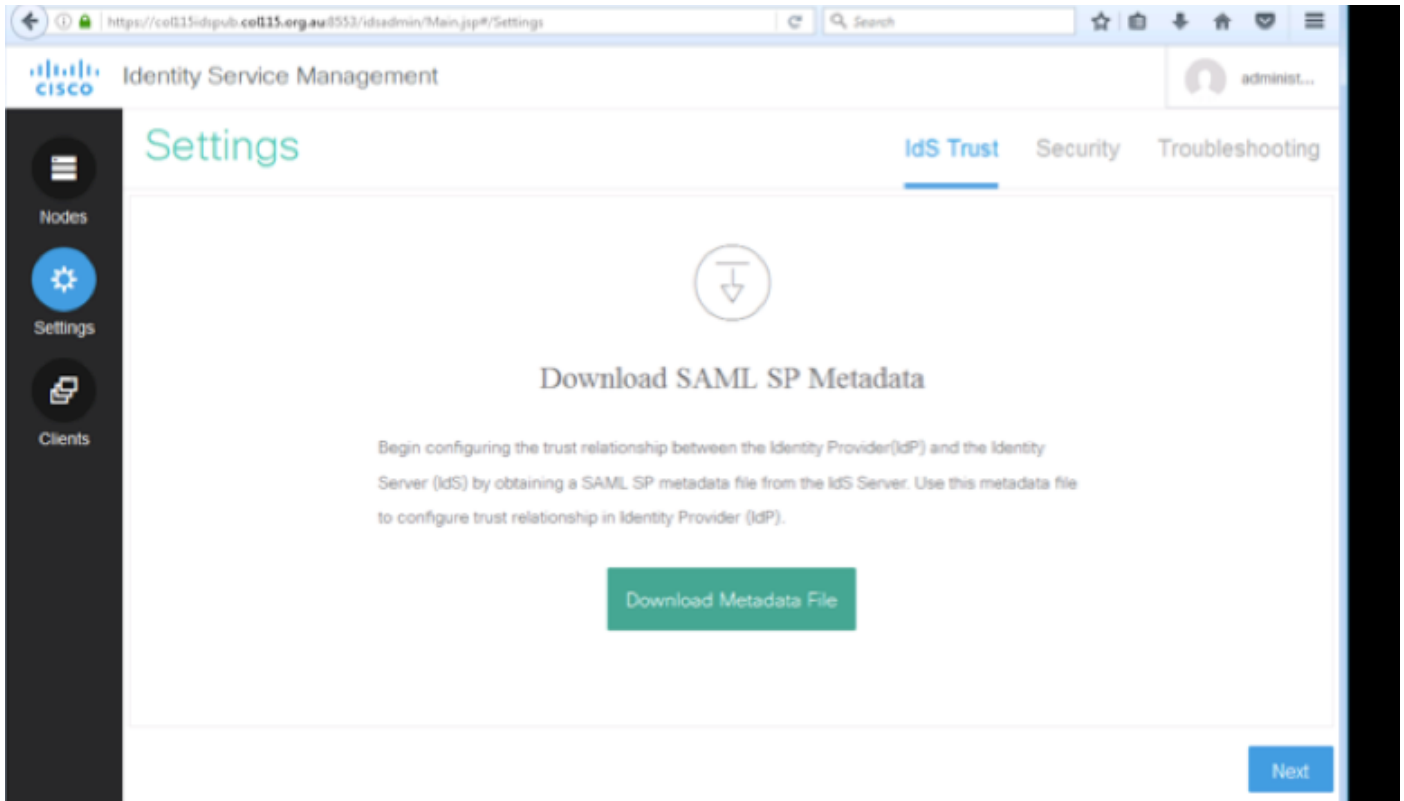 https://col115idspub.col115.org.au:8553/idsadmin/Main.jsp#/Settings
Search
CISCO
Identity Service Management
administ...
Settings
IdS Trust
Security
Troubleshooting
Nodes
Settings
Clients
Download SAML SP Metadata
Begin configuring the trust relationship between the Identity Provider(IdP) and the Identity
Server (IdS) by obtaining a SAML SP metadata file from the IdS Server. Use this metadata file
to configure trust relationship in Identity Provider (IdP).
Download Metadata File
Next